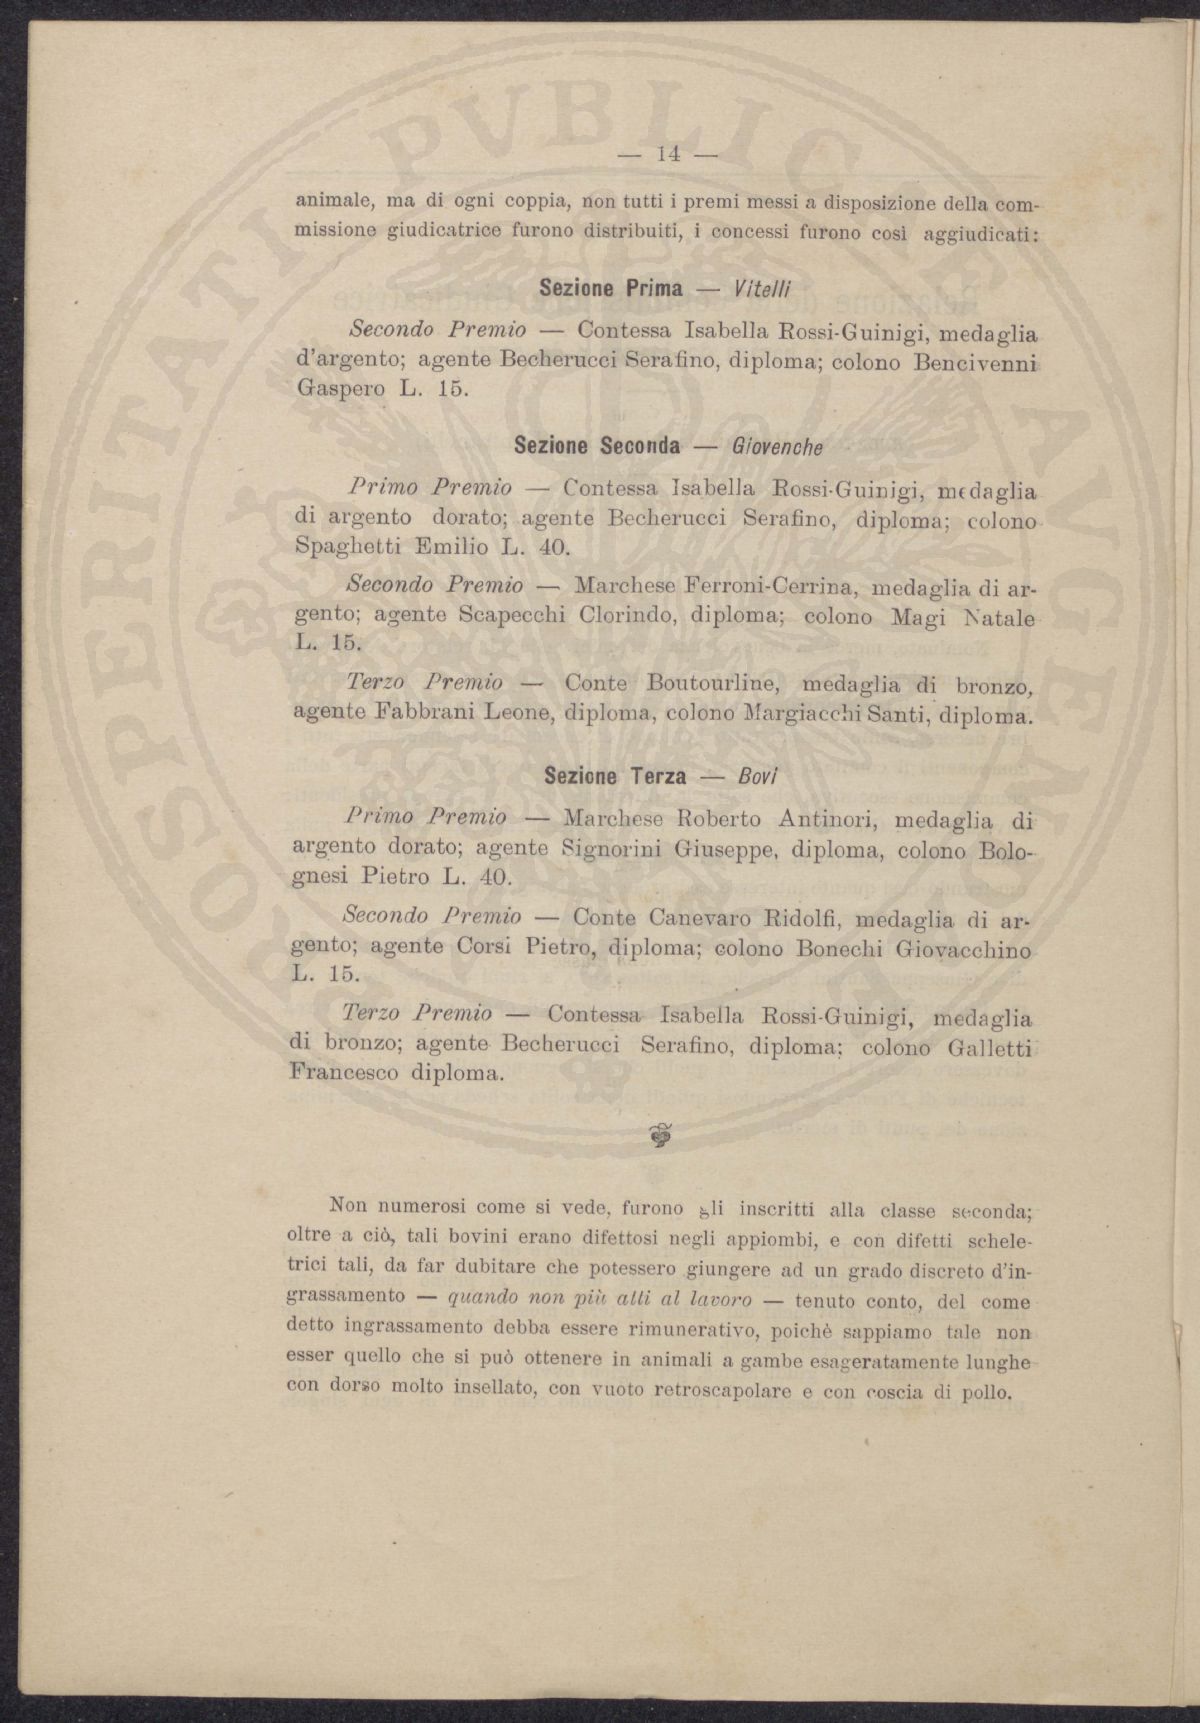 — 14 —
animale, ma di ogni coppia, non tutti i premi messi a disposizione della com-
missione giudicatrice furono distribuiti, i concessi furono così aggiudicati:
Sezione Prima — Vitelli
Secondo Premio — Contessa Isabella Rossi-Guinigi, medaglia
d'argento; agente Becherucci Serafino, diploma; colono Bencivenni
Gaspero L. 15.
Sezione Seconda — Giovenche
Primo Premio — Contessa Isabella Rossi-Guinigi, medaglia
di argento dorato; agente Becherucci Serafino, diploma; colono
Spaghetti Emilio L. 40.
Secondo Premio — Marchese Ferroni-Cerrina, medaglia di ar-
gento; agente Scapecchi Clorindo, diploma; colono Magi Natale
L. 15.
Terzo Premio — Conte Boutourline, medaglia di bronzo,
agente Fabbrani Leone, diploma, colono Margiacchi Santi, diploma.
Sezione Terza — Bovi
Primo Premio — Marchese Roberto Antinori, medaglia di
argento dorato; agente Signorini Giuseppe, diploma, colono Bolo-
gnesi Pietro L. 40.
Secondo Premio — Conte Canevaro Ridolfi, medaglia di ar-
gento; agente Corsi Pietro, diploma; colono Bonechi Giovacchino
L. 15.
Terzo Premio — Contessa Isabella Rossi-Guinigi, medaglia
di bronzo; agente Becherucci Serafino, diploma; colono Galletti
Francesco diploma.
Non numerosi come si vede, furono gli inscritti alla classe seconda;
oltre a ciò, tali bovini erano difettosi negli appiombi, e con difetti schele-
trici tali, da far dubitare che potessero giungere ad un grado discreto d'in-
grassamento — quando non più atti al lavoro — tenuto conto, del come
detto ingrassamento debba essere rimunerativo, poichè sappiamo tale non
esser quello che si può ottenere in animali a gambe esageratamente lunghe
con dorso molto insellato, con vuoto retroscapolare e con coscia di pollo.
PROSPERITATI PVBLICAE AVGENDAE